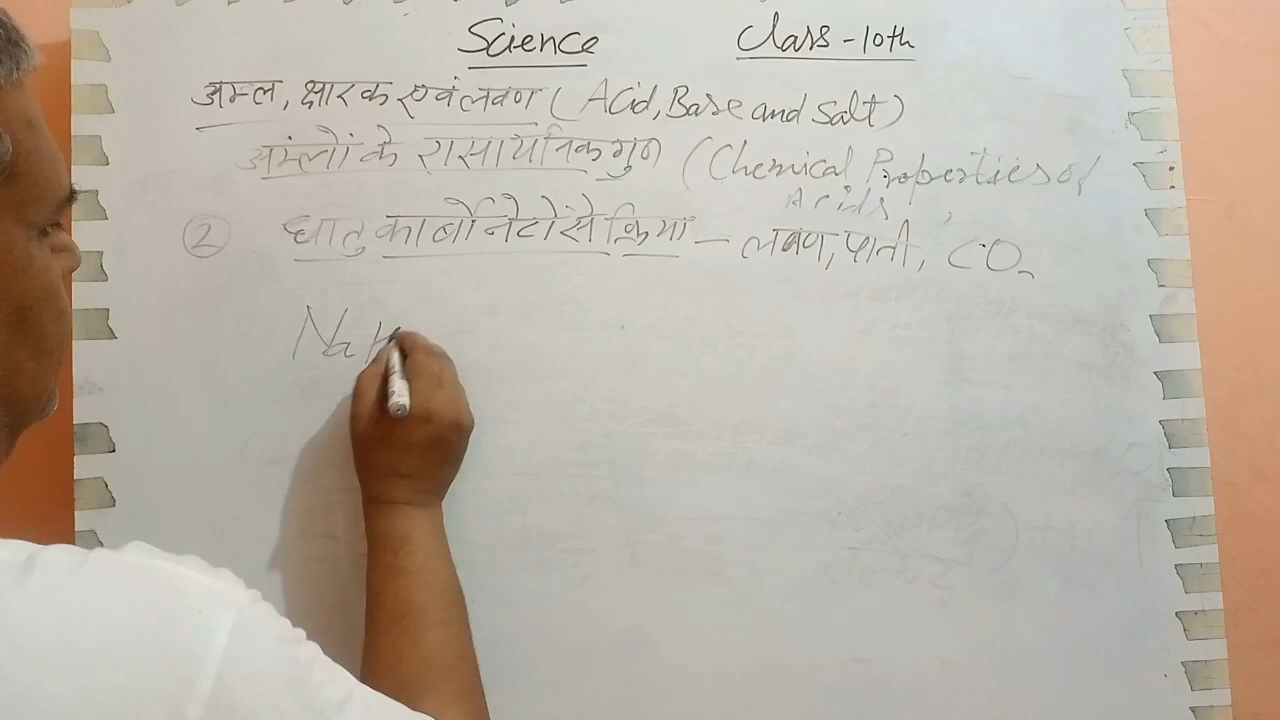 Science Class-10th
अम्ल, क्षारक एवं लवण (Acid, Base and Salt)
अम्लों के रासायनिक गुण (Chemical Properties of
Acids
② धातु कार्बोनेटो से क्रिया – लवण, पानी, CO₂
NaH